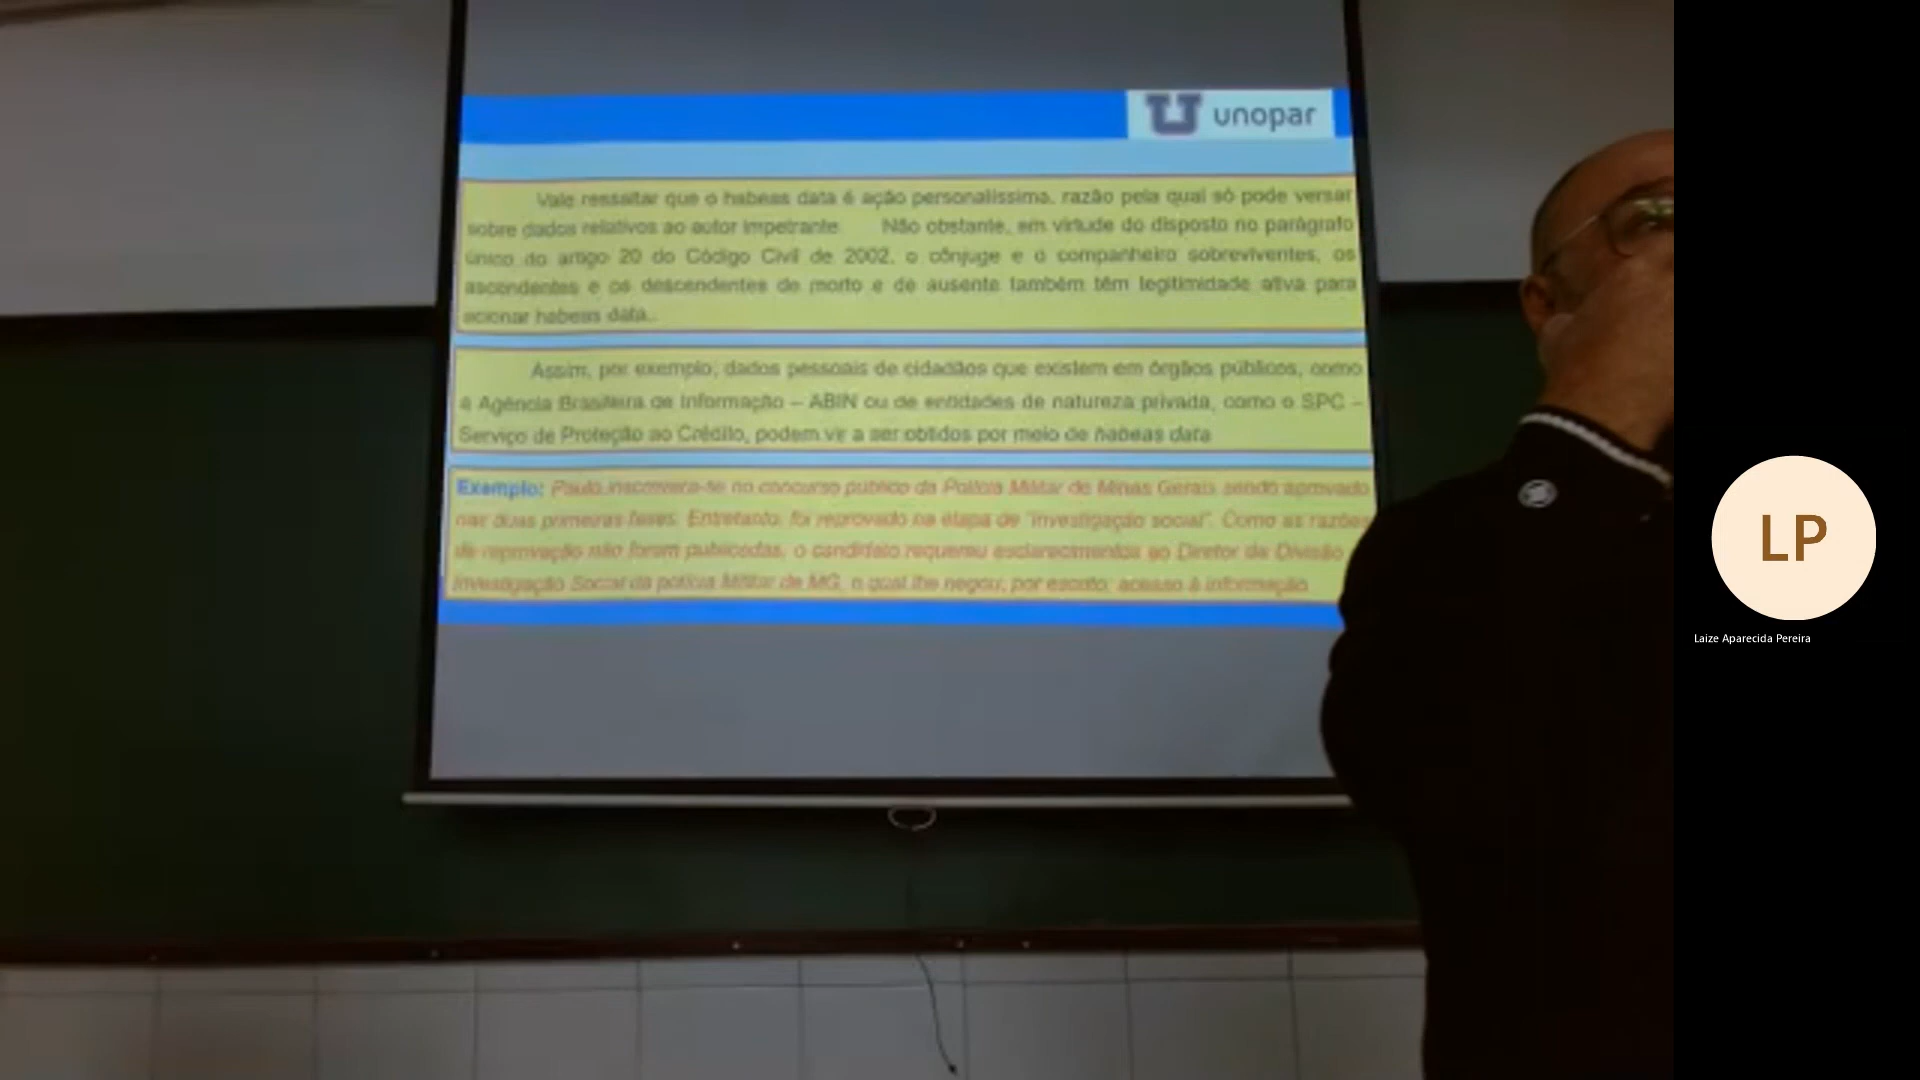 unopar
Vale ressaltar que o habeas data é ação personalíssima, razão pela qual só pode versar
sobre dados relativos ao autor impetrante. Não obstante, em virtude do disposto no parágrafo
único do artigo 20 do Código Civil de 2002, o cônjuge e o companheiro sobreviventes, os
ascendentes e os descendentes de morto e de ausente também têm legitimidade ativa para
acionar habeas data..
Assim, por exemplo, dados pessoais de cidadãos que existem em órgãos públicos, como
a Agência Brasileira de Informação – ABIN ou de entidades de natureza privada, como o SPC –
Serviço de Proteção ao Crédito, podem vir a ser obtidos por meio de habeas data
Exemplo: Paulo inscrevera-se no concurso público da Polícia Militar de Minas Gerais sendo aprovado
nas duas primeiras fases. Entretanto, foi reprovado na etapa de "investigação social". Como as razões
de reprovação não foram publicadas, o candidato requereu esclarecimentos ao Diretor da Divisão
Investigação Social da polícia Militar de MG, o qual lhe negou, por escrito, acesso à informação.
LP
Laize Aparecida Pereira